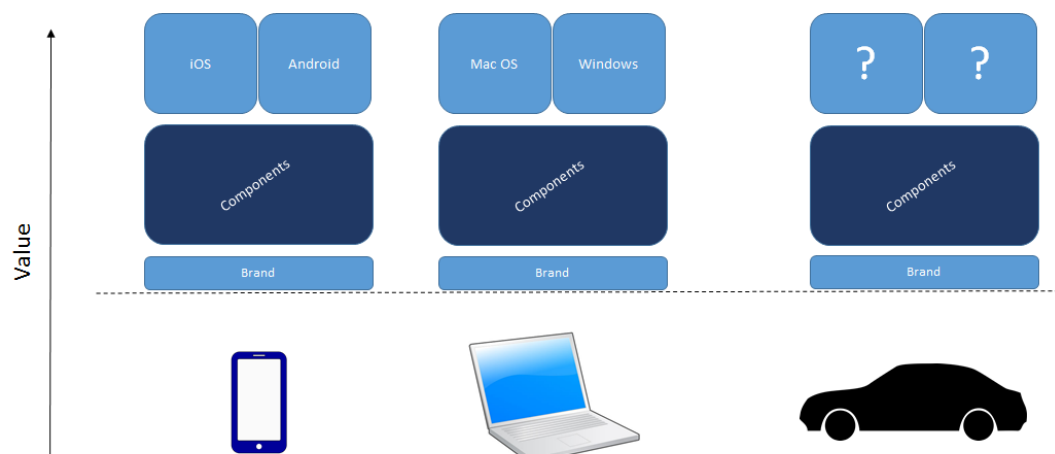 iOS
Android
Mac OS
Windows
?
?
Components
Components
Components
Value
Brand
Brand
Brand